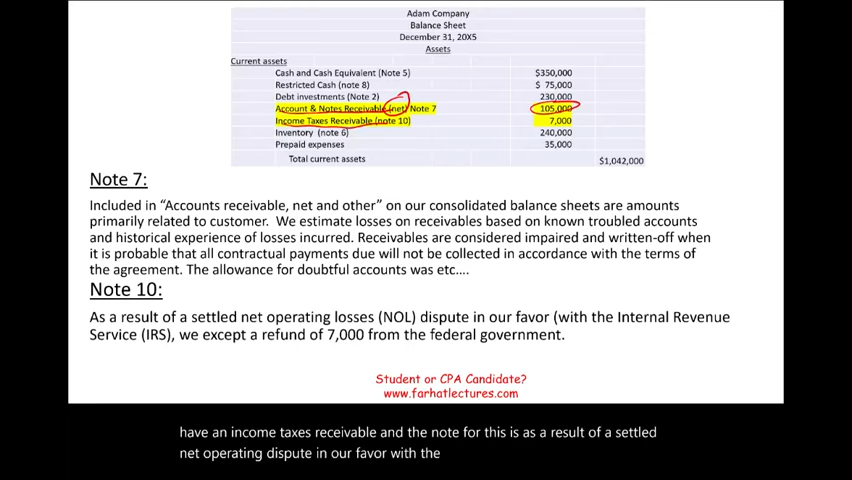 Adam Company
Balance Sheet
December 31, 20X5
Assets
Current assets
Cash and Cash Equivalent (Note 5) $350,000
Restricted Cash (note 8) $ 75,000
Debt investments (Note 2) 230,000
Account & Notes Receivable (net) Note 7 105,000
Income Taxes Receivable (note 10) 7,000
Inventory (note 6) 240,000
Prepaid expenses 35,000
Total current assets $1,042,000
Note 7:
Included in “Accounts receivable, net and other” on our consolidated balance sheets are amounts
primarily related to customer. We estimate losses on receivables based on known troubled accounts
and historical experience of losses incurred. Receivables are considered impaired and written-off when
it is probable that all contractual payments due will not be collected in accordance with the terms of
the agreement. The allowance for doubtful accounts was etc….
Note 10:
As a result of a settled net operating losses (NOL) dispute in our favor (with the Internal Revenue
Service (IRS), we except a refund of 7,000 from the federal government.
Student or CPA Candidate?
www.farhatlectures.com
have an income taxes receivable and the note for this is as a result of a settled
net operating dispute in our favor with the